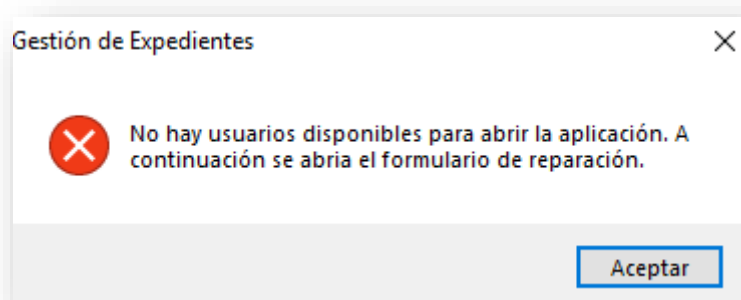 Gestión de Expedientes
No hay usuarios disponibles para abrir la aplicación. A
continuación se abria el formulario de reparación.
Aceptar